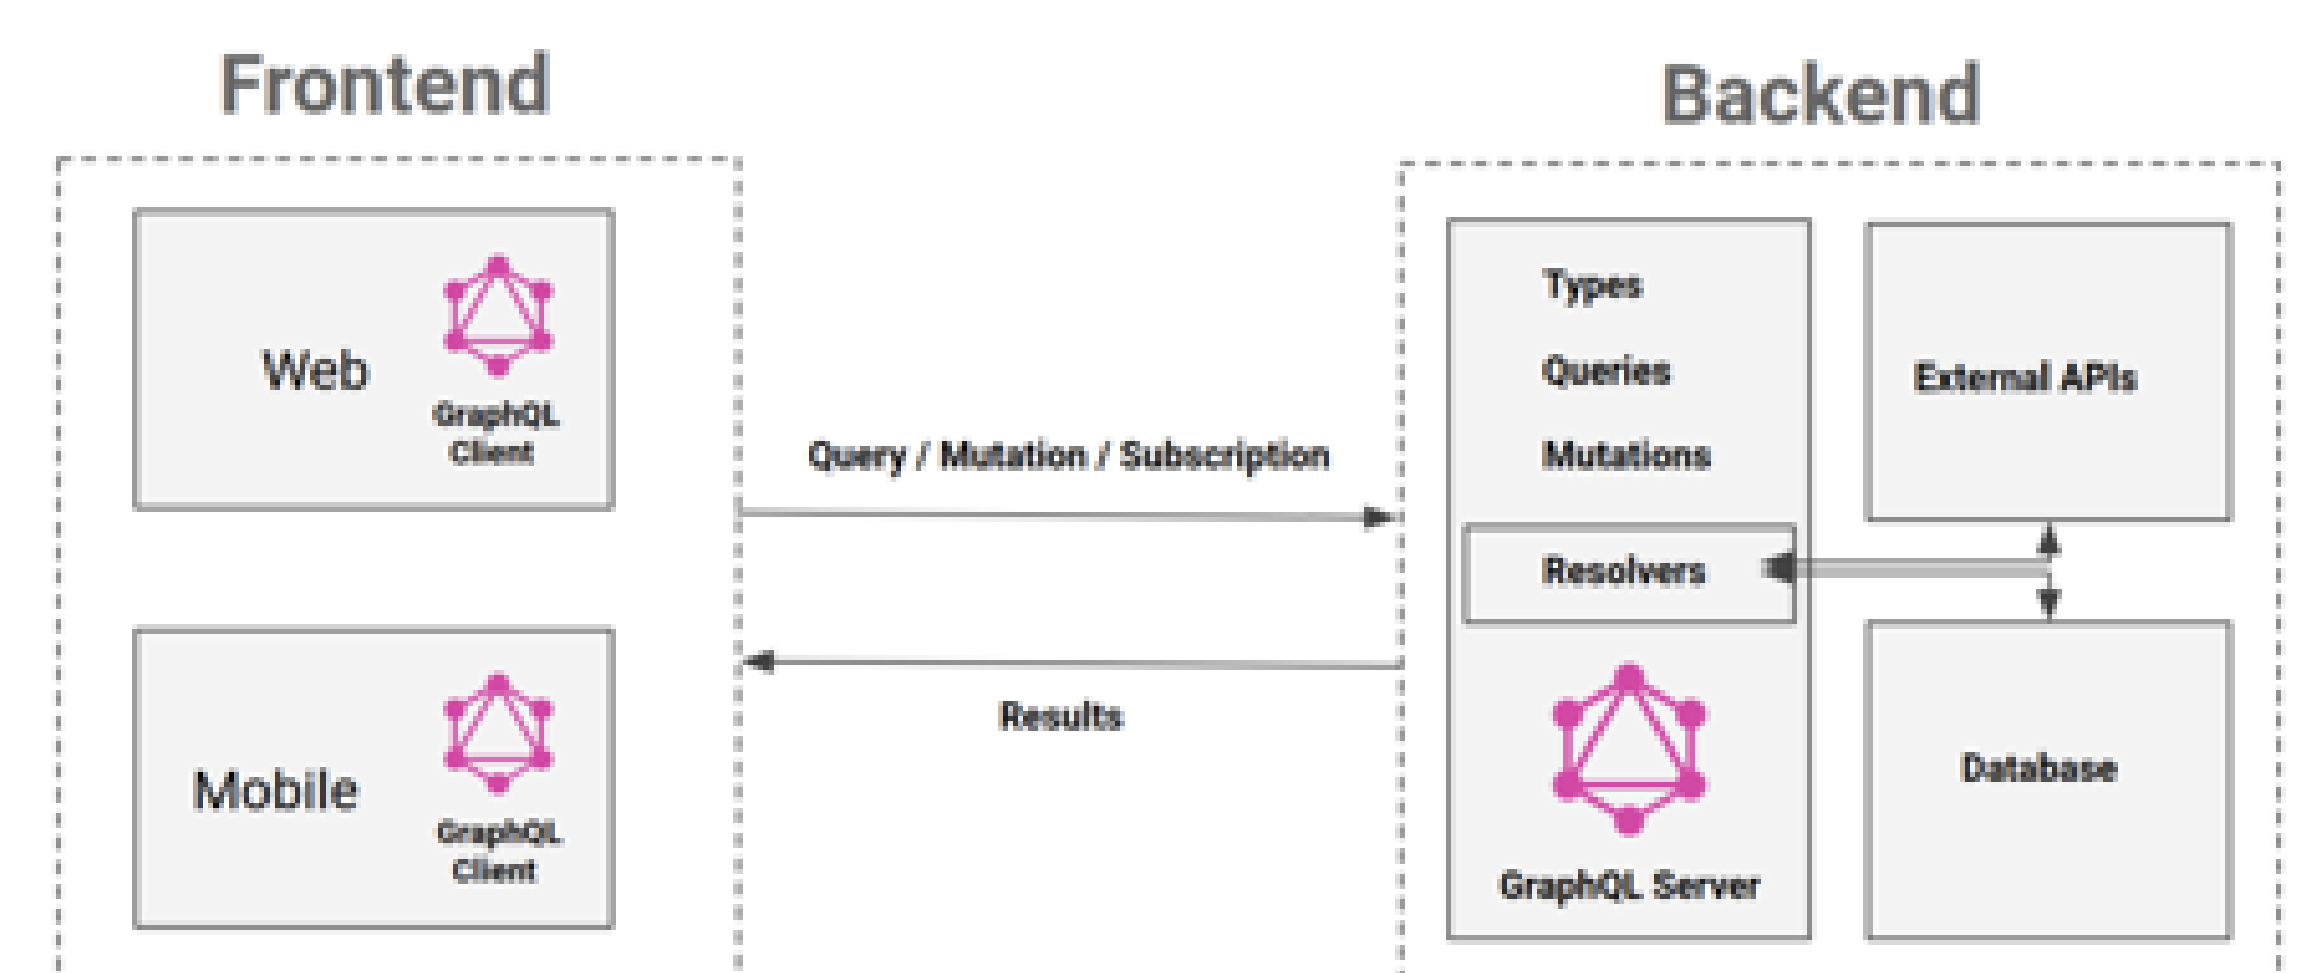 Frontend
Web
GraphQL
Client
Mobile
GraphQL
Client
Query / Mutation / Subscription
Results
Backend
Types
Queries
Mutations
Resolvers
GraphQL Server
External APIs
Database